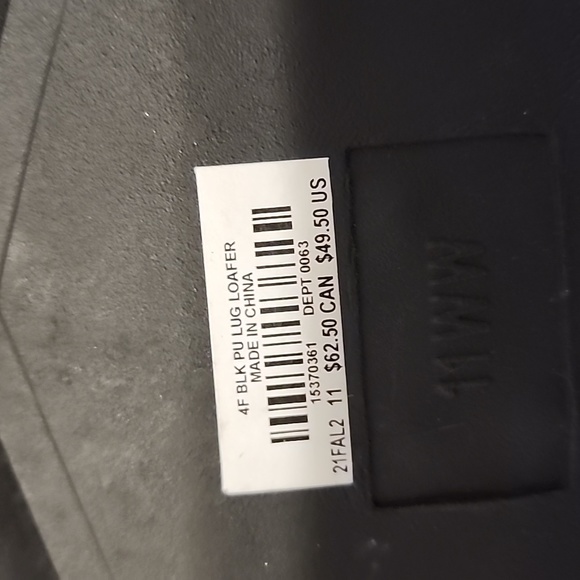 4F BLK PU LUG LOAFER
MADE IN CHINA
15370361 DEPT 0063
21FAL2 11 $62.50 CAN $49.50 US
11WW